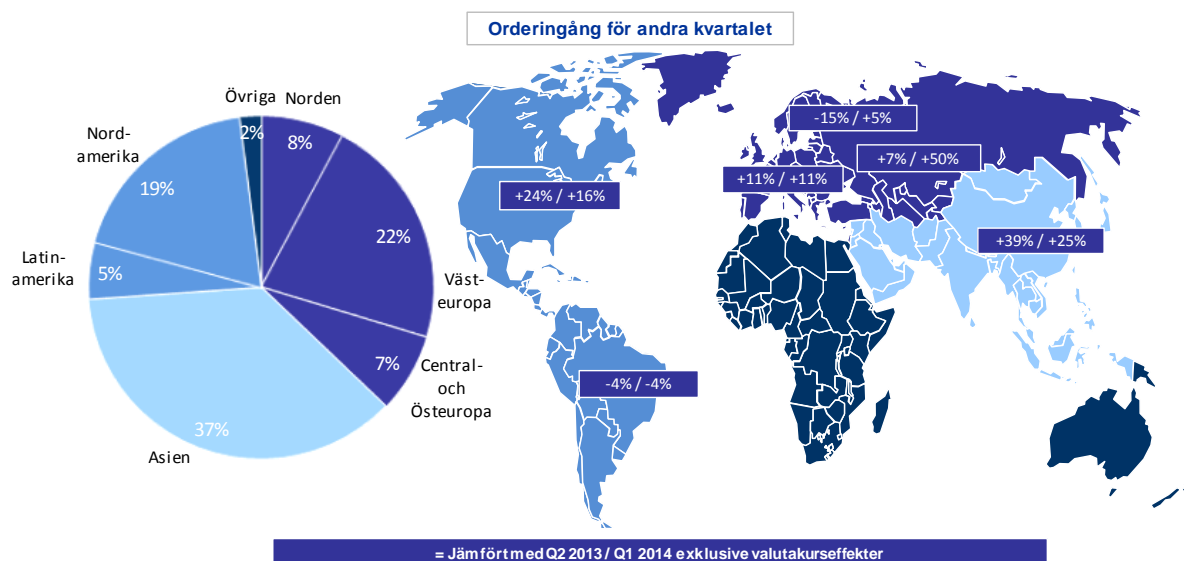 Orderingång för andra kvartalet
Övriga
Norden
2%
8%
Nord-
amerika
19%
22%
Latin-
amerika
5%
Väst-
europa
7%
Central-
och
Östeuropa
37%
Asien
-15% / +5%
+7% / +50%
+11% / +11%
+24% / +16%
+39% / +25%
-4% / -4%
= Jämfört med Q2 2013 / Q1 2014 exklusive valutakurseffekter